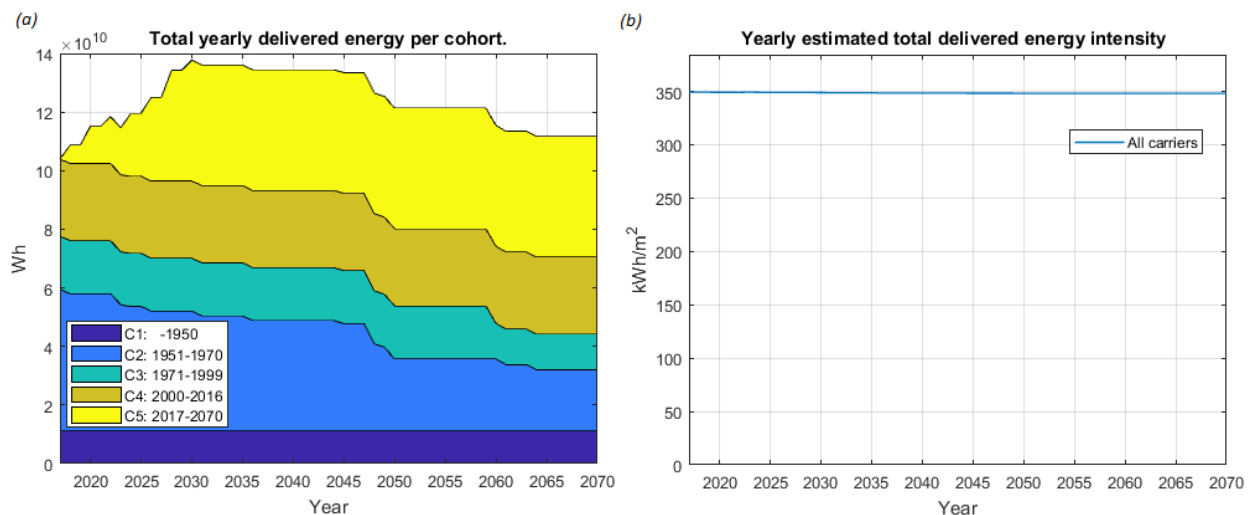 (a)
Total yearly delivered energy per cohort.
×10^10
14
12
10
8
6
4
2
0
Wh
C1:   -1950
C2: 1951-1970
C3: 1971-1999
C4: 2000-2016
C5: 2017-2070
2020 2025 2030 2035 2040 2045 2050 2055 2060 2065 2070
Year
(b)
Yearly estimated total delivered energy intensity
350
300
250
200
150
100
50
0
kWh/m²
All carriers
2020 2025 2030 2035 2040 2045 2050 2055 2060 2065 2070
Year